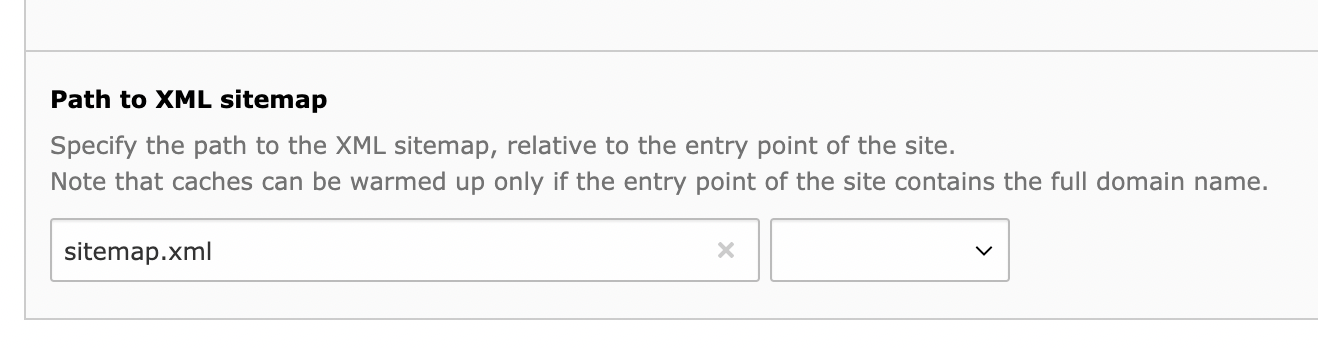 Path to XML sitemap
Specify the path to the XML sitemap, relative to the entry point of the site.
Note that caches can be warmed up only if the entry point of the site contains the full domain name.
sitemap.xml